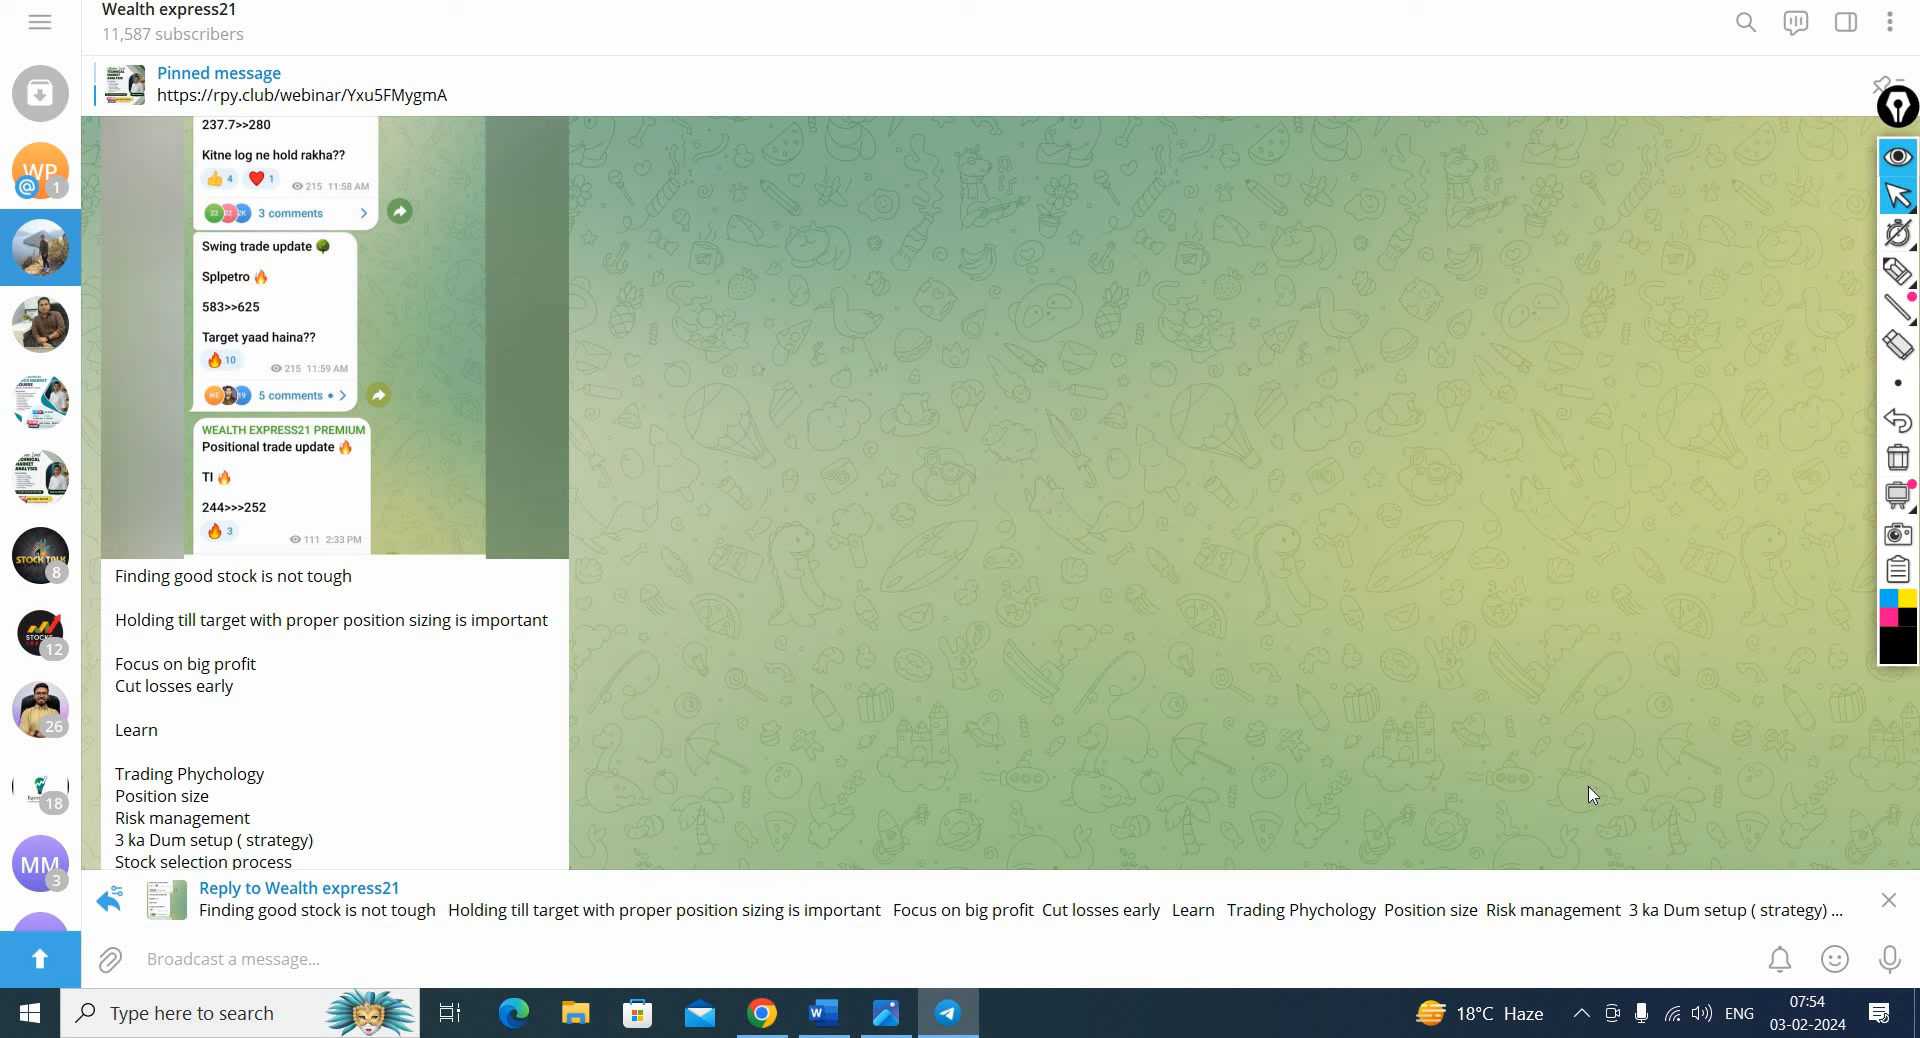 Wealth express21
11,587 subscribers
Pinned message
https://rpy.club/webinar/Yxu5FMygmA
WP
@ 1
8
12
26
18
MM
3
237.7>>280
Kitne log ne hold rakha??
👍 4 ❤️ 1 215 11:58 AM
3 comments
Swing trade update 🌳
Splpetro 🔥
583>>625
Target yaad haina??
🔥 10
215 11:59 AM
5 comments
WEALTH EXPRESS21 PREMIUM
Positional trade update 🔥
TI 🔥
244>>>252
🔥 3
111 2:33 PM
Finding good stock is not tough
Holding till target with proper position sizing is important
Focus on big profit
Cut losses early
Learn
Trading Phychology
Position size
Risk management
3 ka Dum setup ( strategy)
Stock selection process
Reply to Wealth express21
Finding good stock is not tough Holding till target with proper position sizing is important Focus on big profit Cut losses early Learn Trading Phychology Position size Risk management 3 ka Dum setup ( strategy) ...
Broadcast a message...
Type here to search
18°C Haze
ENG
07:54
03-02-2024